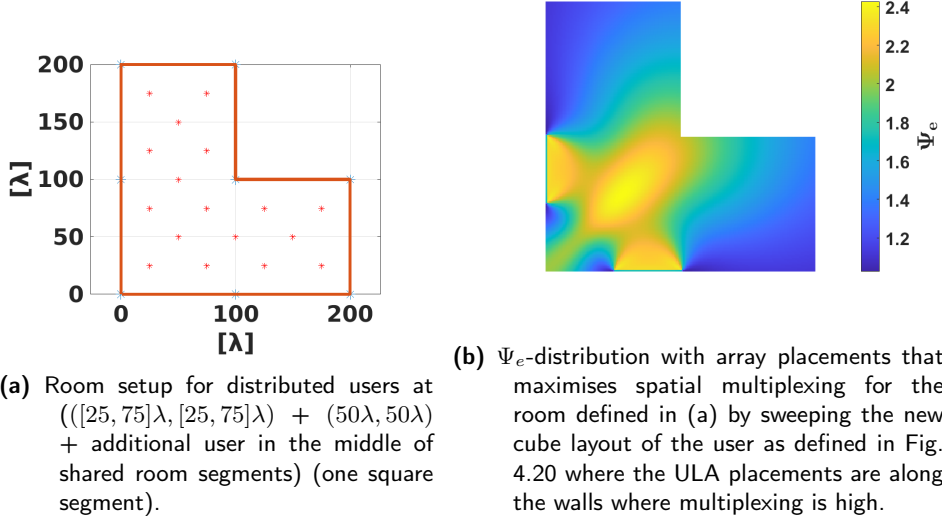 200
150
100
50
0
[λ]
0
100
200
[λ]
2.4
2.2
2
1.8
1.6
1.4
1.2
Ψe
(a) Room setup for distributed users at
(([25, 75]λ, [25, 75]λ) + (50λ, 50λ)
+ additional user in the middle of
shared room segments) (one square
segment).
(b) Ψe-distribution with array placements that
maximises spatial multiplexing for the
room defined in (a) by sweeping the new
cube layout of the user as defined in Fig.
4.20 where the ULA placements are along
the walls where multiplexing is high.